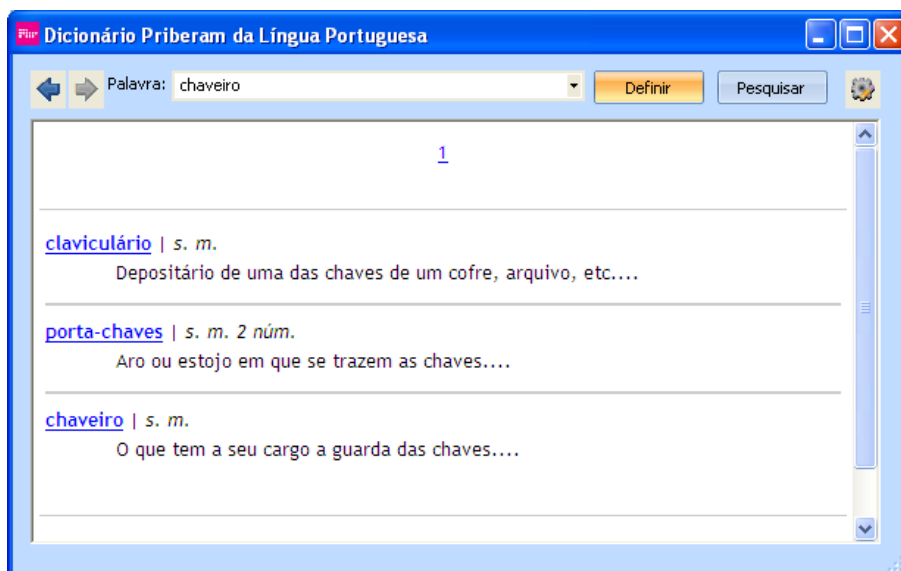 Dicionário Priberam da Língua Portuguesa
Palavra: chaveiro Definir Pesquisar
1
claviculário | s. m.
Depositário de uma das chaves de um cofre, arquivo, etc....
porta-chaves | s. m. 2 núm.
Aro ou estojo em que se trazem as chaves....
chaveiro | s. m.
O que tem a seu cargo a guarda das chaves....